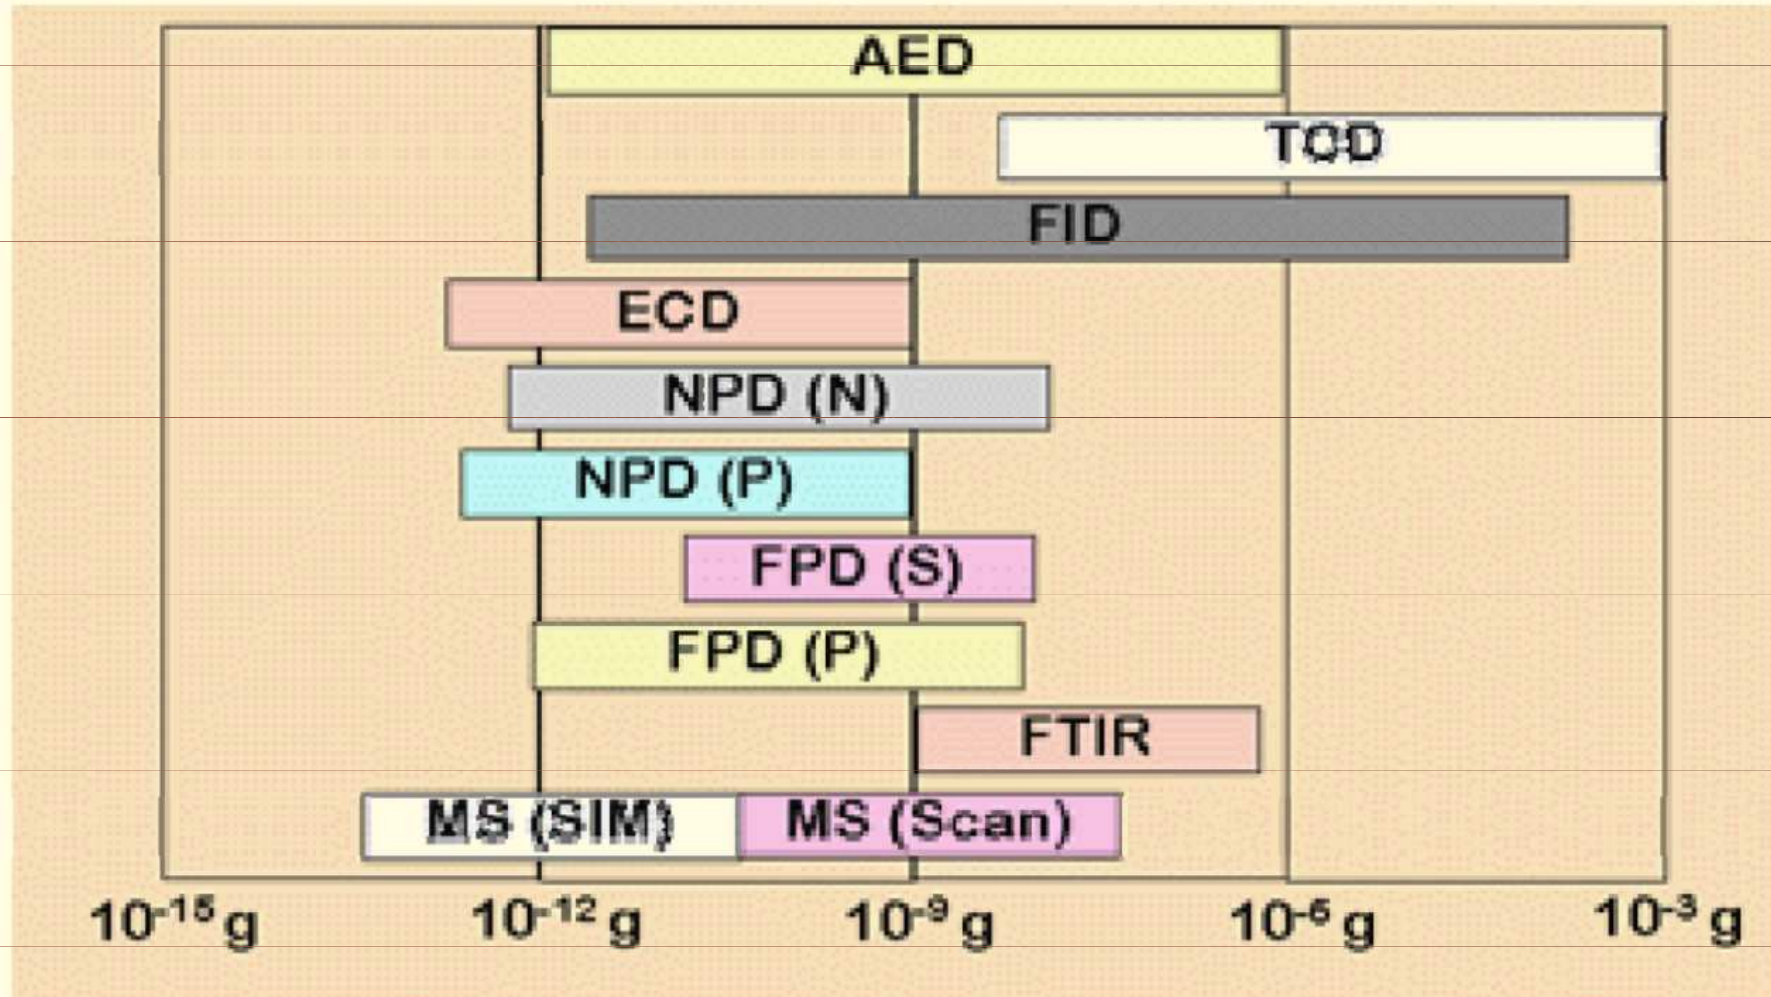 AED
TCD
FID
ECD
NPD (N)
NPD (P)
FPD (S)
FPD (P)
FTIR
MS (SIM) MS (Scan)
10⁻¹⁵ g 10⁻¹² g 10⁻⁹ g 10⁻⁶ g 10⁻³ g